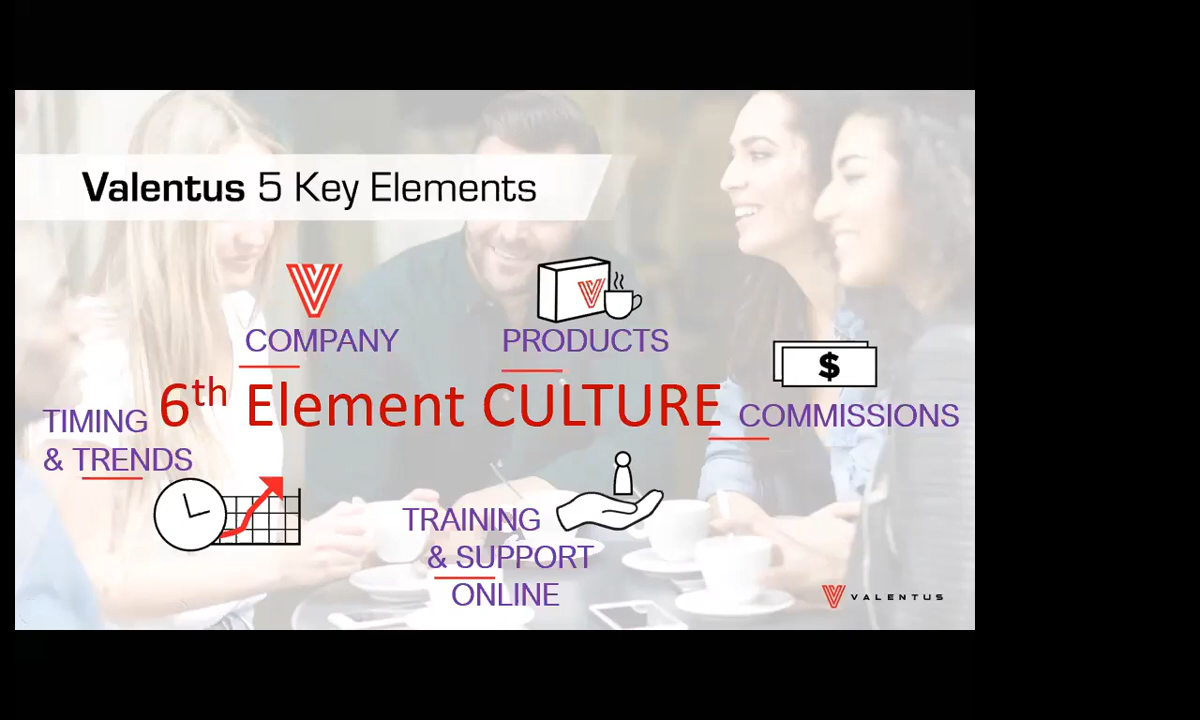 Valentus 5 Key Elements
COMPANY
PRODUCTS
$
6th Element CULTURE
COMMISSIONS
TIMING
& TRENDS
TRAINING
& SUPPORT
ONLINE
VALENTUS